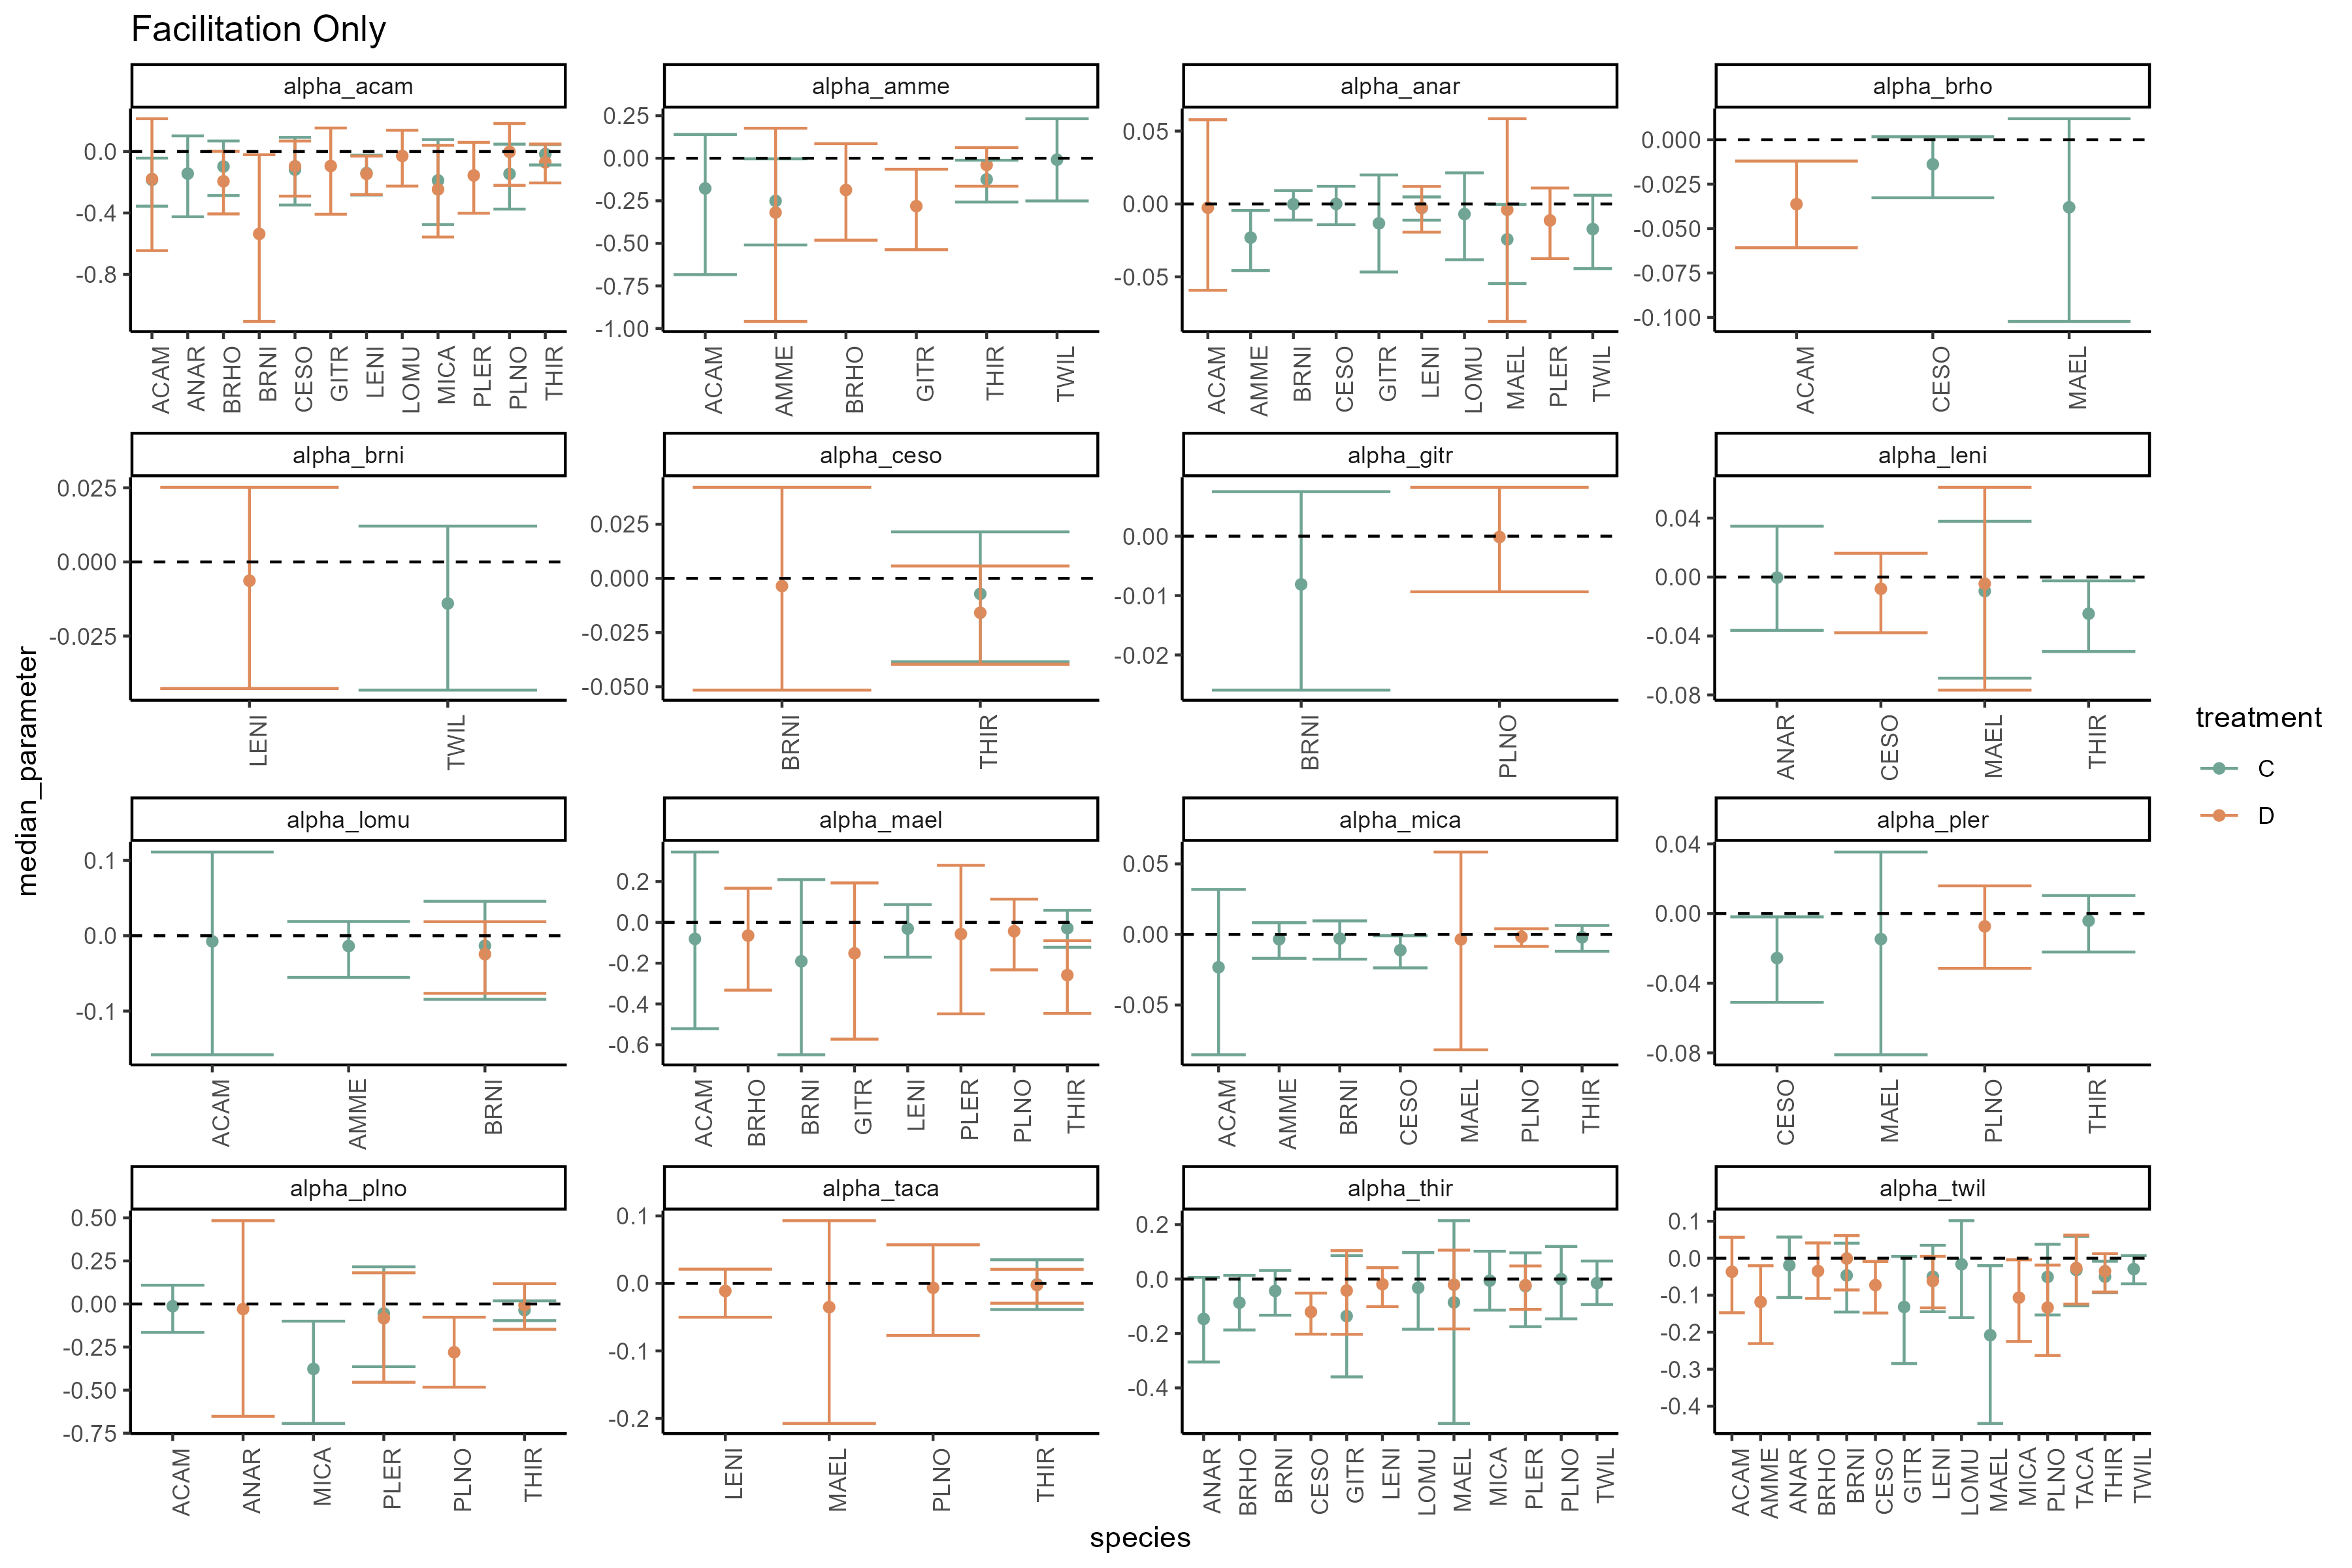 Facilitation Only
alpha_acam
alpha_amme
alpha_anar
alpha_brho
0.0
-0.4
-0.8
0.25
0.00
-0.25
-0.50
-0.75
-1.00
0.05
0.00
-0.05
0.000
-0.025
-0.050
-0.075
-0.100
ACAM
ANAR
BRHO
BRNI
CESO
GITR
LENI
LOMU
MICA
PLER
PLNO
THIR
ACAM
AMME
BRHO
GITR
THIR
TWIL
ACAM
AMME
BRNI
CESO
GITR
LENI
LOMU
MAEL
PLER
TWIL
ACAM
CESO
MAEL
alpha_brni
alpha_ceso
alpha_gitr
alpha_leni
0.025
0.000
-0.025
0.025
0.000
-0.025
-0.050
0.00
-0.01
-0.02
0.04
0.00
-0.04
-0.08
LENI
TWIL
BRNI
THIR
BRNI
PLNO
ANAR
CESO
MAEL
THIR
median_parameter
treatment
C
D
alpha_lomu
alpha_mael
alpha_mica
alpha_pler
0.1
0.0
-0.1
0.2
0.0
-0.2
-0.4
-0.6
0.05
0.00
-0.05
0.04
0.00
-0.04
-0.08
ACAM
AMME
BRNI
ACAM
BRHO
BRNI
GITR
LENI
PLER
PLNO
THIR
ACAM
AMME
BRNI
CESO
MAEL
PLNO
THIR
CESO
MAEL
PLNO
THIR
alpha_plno
alpha_taca
alpha_thir
alpha_twil
0.50
0.25
0.00
-0.25
-0.50
-0.75
0.1
0.0
-0.1
-0.2
0.2
0.0
-0.2
-0.4
0.1
0.0
-0.1
-0.2
-0.3
-0.4
ACAM
ANAR
MICA
PLER
PLNO
THIR
LENI
MAEL
PLNO
THIR
ANAR
BRHO
BRNI
CESO
GITR
LENI
LOMU
MAEL
MICA
PLER
PLNO
TWIL
ACAM
AMME
ANAR
BRHO
BRNI
CESO
GITR
LENI
LOMU
MAEL
MICA
PLNO
TACA
THIR
TWIL
species